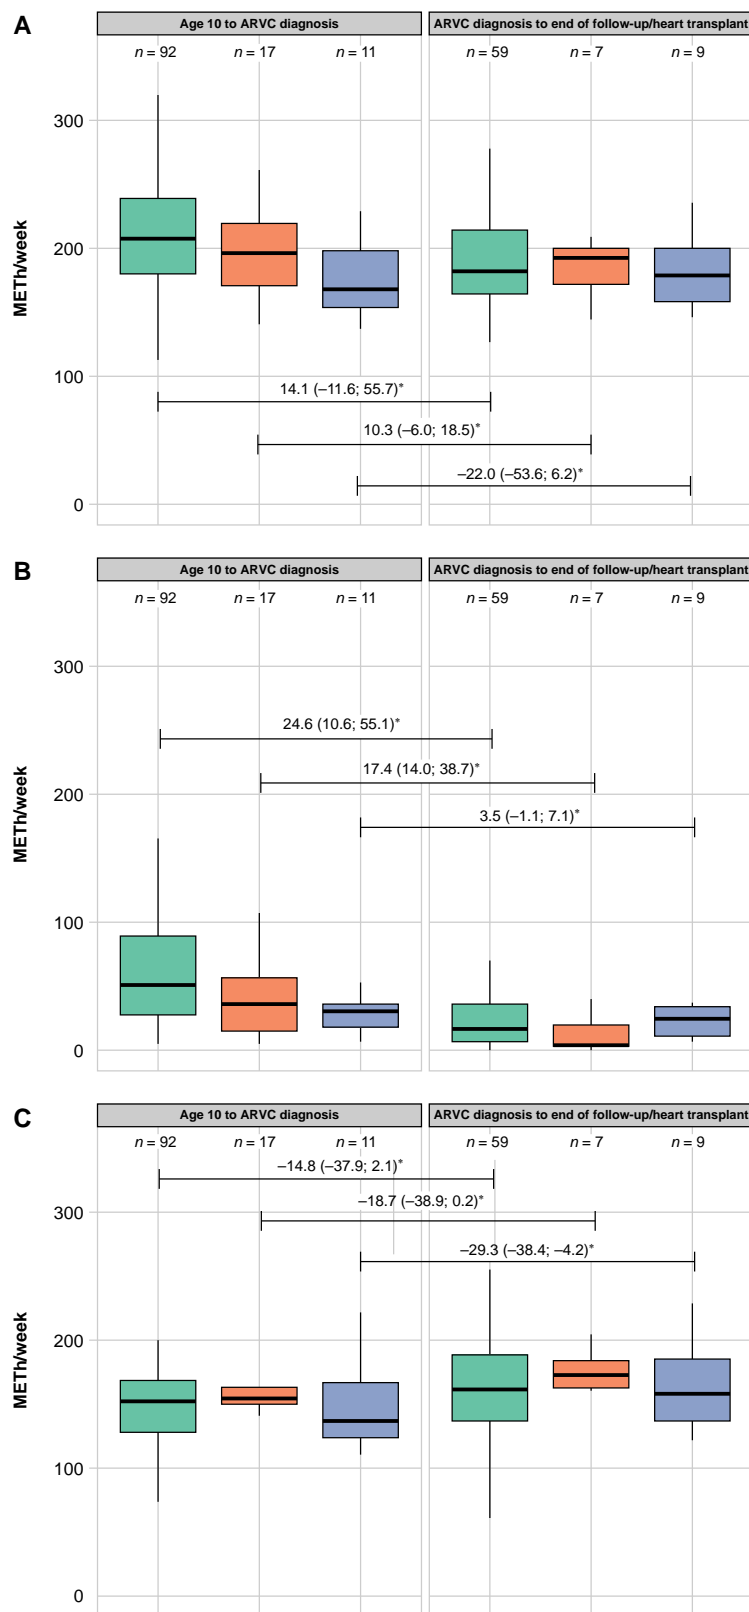 A
Age 10 to ARVC diagnosis
ARVC diagnosis to end of follow-up/heart transplant
n = 92
n = 17
n = 11
n = 59
n = 7
n = 9
METh/week
300
200
100
0
14.1 (–11.6; 55.7)*
10.3 (–6.0; 18.5)*
–22.0 (–53.6; 6.2)*
B
Age 10 to ARVC diagnosis
ARVC diagnosis to end of follow-up/heart transplant
n = 92
n = 17
n = 11
n = 59
n = 7
n = 9
METh/week
300
200
100
0
24.6 (10.6; 55.1)*
17.4 (14.0; 38.7)*
3.5 (–1.1; 7.1)*
C
Age 10 to ARVC diagnosis
ARVC diagnosis to end of follow-up/heart transplant
n = 92
n = 17
n = 11
n = 59
n = 7
n = 9
METh/week
300
200
100
0
–14.8 (–37.9; 2.1)*
–18.7 (–38.9; 0.2)*
–29.3 (–38.4; –4.2)*